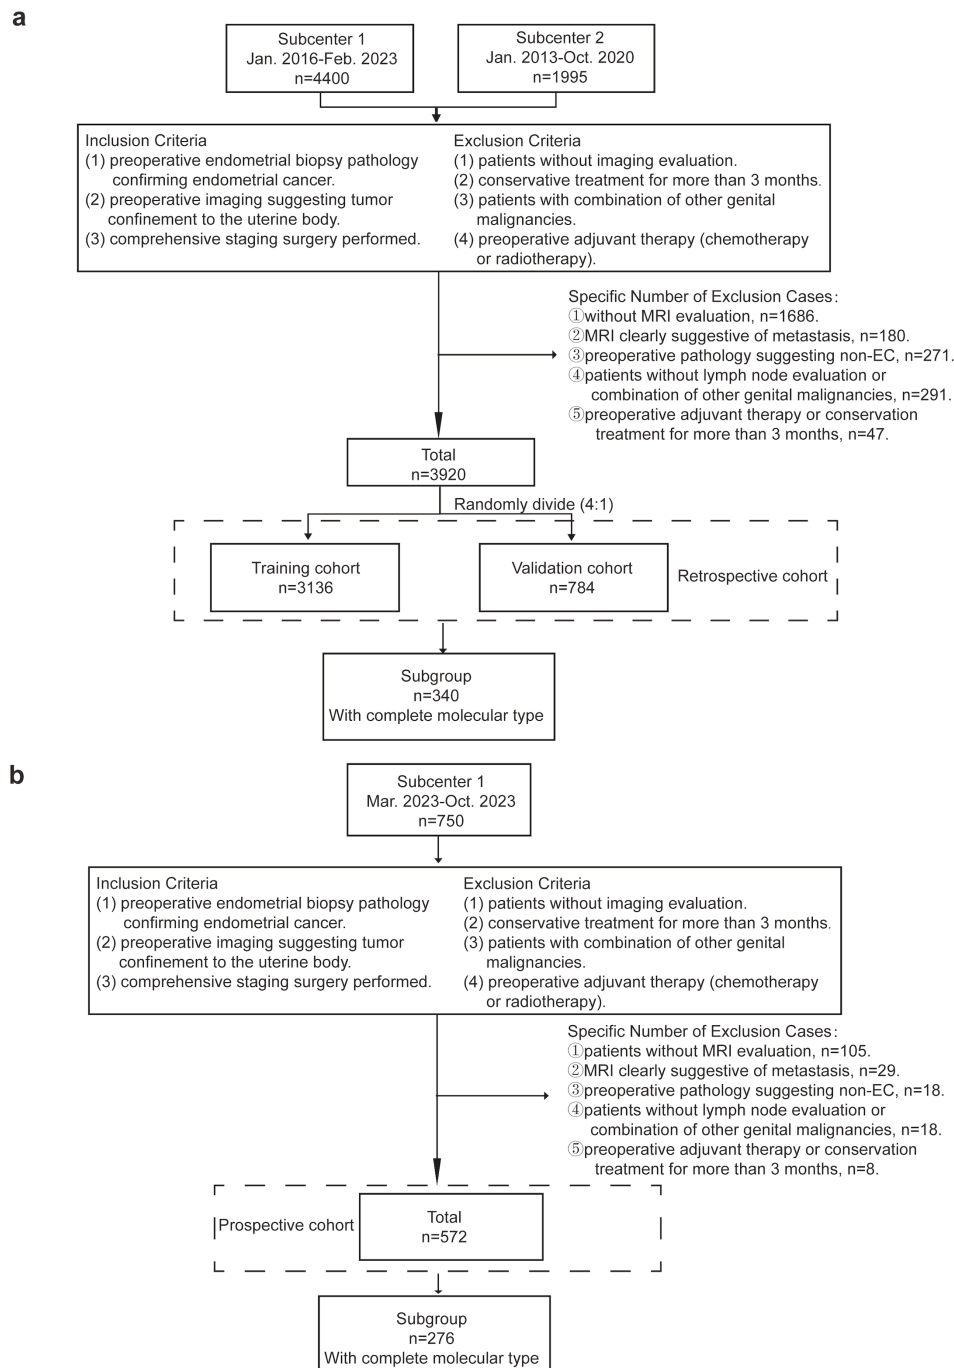 a
Subcenter 1
Jan. 2016-Feb. 2023
n=4400
Subcenter 2
Jan. 2013-Oct. 2020
n=1995
Inclusion Criteria
(1) preoperative endometrial biopsy pathology
confirming endometrial cancer.
(2) preoperative imaging suggesting tumor
confinement to the uterine body.
(3) comprehensive staging surgery performed.
Exclusion Criteria
(1) patients without imaging evaluation.
(2) conservative treatment for more than 3 months.
(3) patients with combination of other genital
malignancies.
(4) preoperative adjuvant therapy (chemotherapy
or radiotherapy).
Specific Number of Exclusion Cases:
①without MRI evaluation, n=1686.
②MRI clearly suggestive of metastasis, n=180.
③preoperative pathology suggesting non-EC, n=271.
④patients without lymph node evaluation or
combination of other genital malignancies, n=291.
⑤preoperative adjuvant therapy or conservation
treatment for more than 3 months, n=47.
Total
n=3920
Randomly divide (4:1)
Training cohort
n=3136
Validation cohort
n=784
Retrospective cohort
Subgroup
n=340
With complete molecular type
b
Subcenter 1
Mar. 2023-Oct. 2023
n=750
Inclusion Criteria
(1) preoperative endometrial biopsy pathology
confirming endometrial cancer.
(2) preoperative imaging suggesting tumor
confinement to the uterine body.
(3) comprehensive staging surgery performed.
Exclusion Criteria
(1) patients without imaging evaluation.
(2) conservative treatment for more than 3 months.
(3) patients with combination of other genital
malignancies.
(4) preoperative adjuvant therapy (chemotherapy
or radiotherapy).
Specific Number of Exclusion Cases:
①patients without MRI evaluation, n=105.
②MRI clearly suggestive of metastasis, n=29.
③preoperative pathology suggesting non-EC, n=18.
④patients without lymph node evaluation or
combination of other genital malignancies, n=18.
⑤preoperative adjuvant therapy or conservation
treatment for more than 3 months, n=8.
Prospective cohort
Total
n=572
Subgroup
n=276
With complete molecular type